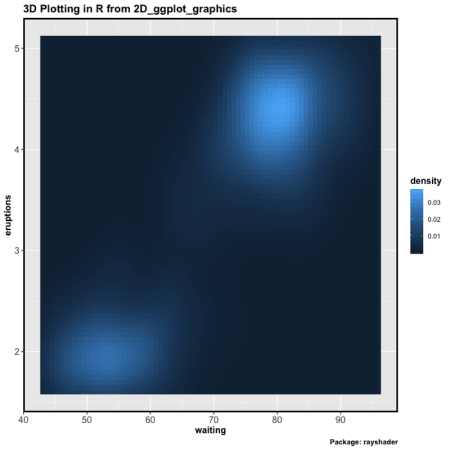 3D Plotting in R from 2D_ggplot_graphics
5
4
3
2
eruptions
40 50 60 70 80 90
waiting
density
0.03
0.02
0.01
Package: rayshader